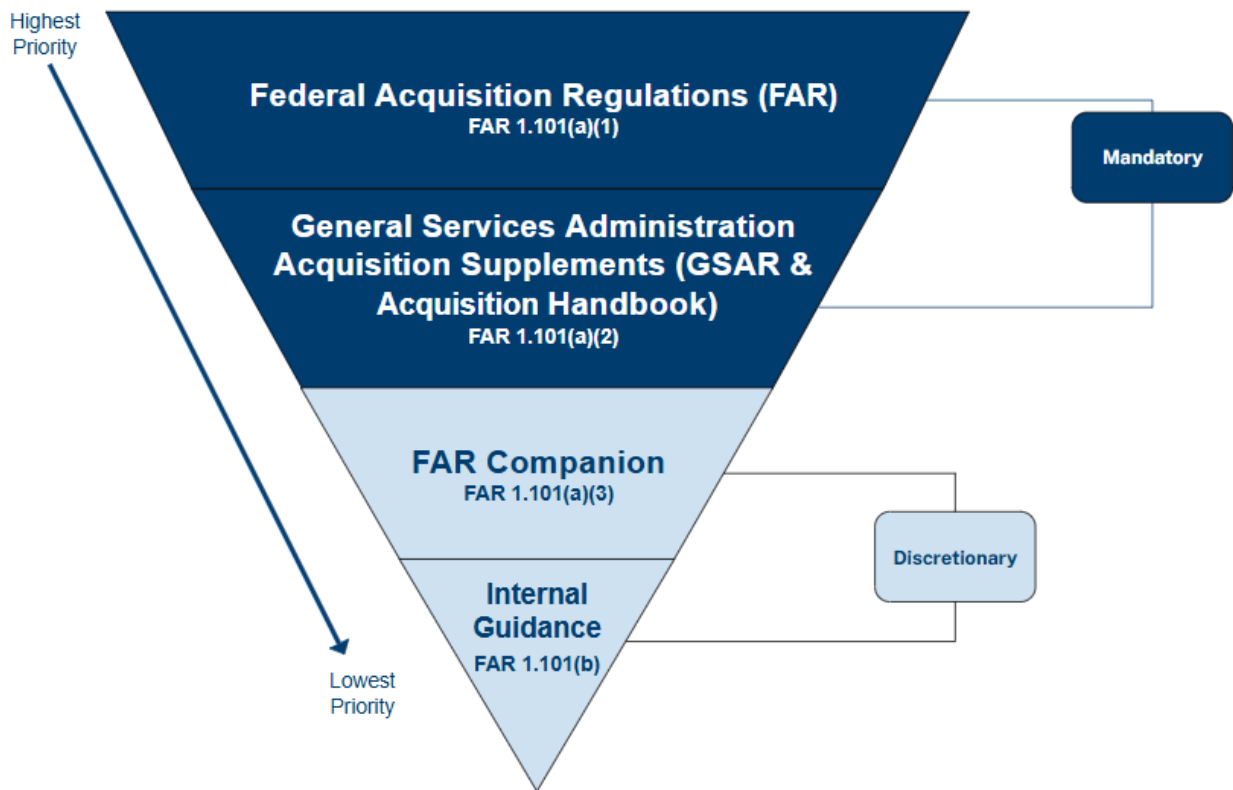 Highest
Priority
Federal Acquisition Regulations (FAR)
FAR 1.101(a)(1)
Mandatory
General Services Administration
Acquisition Supplements (GSAR &
Acquisition Handbook)
FAR 1.101(a)(2)
FAR Companion
FAR 1.101(a)(3)
Discretionary
Internal
Guidance
FAR 1.101(b)
Lowest
Priority